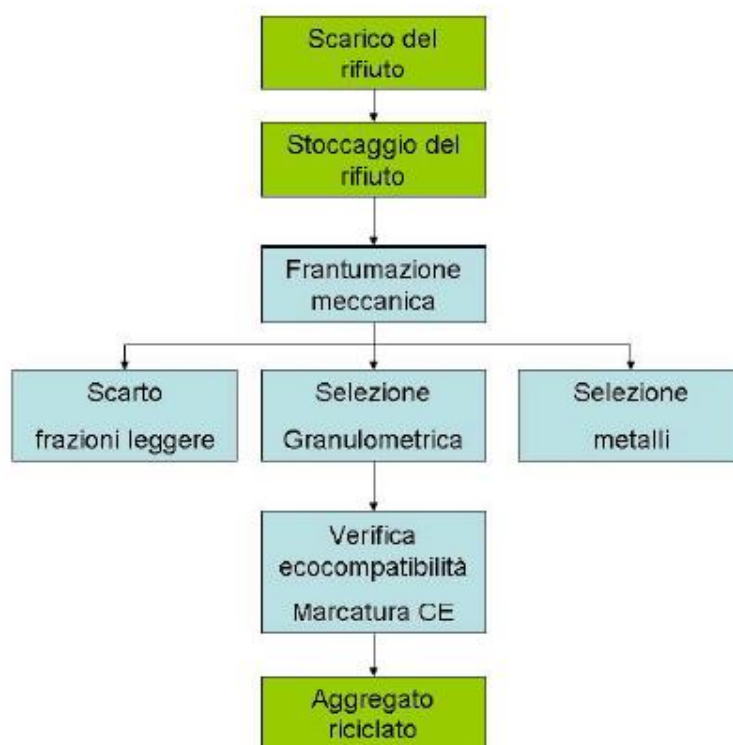 Scarico del
rifiuto
Stoccaggio del
rifiuto
Frantumazione
meccanica
Scarto
frazioni leggere
Selezione
Granulometrica
Selezione
metalli
Verifica
ecocompatibilità
Marcatura CE
Aggregato
riciclato